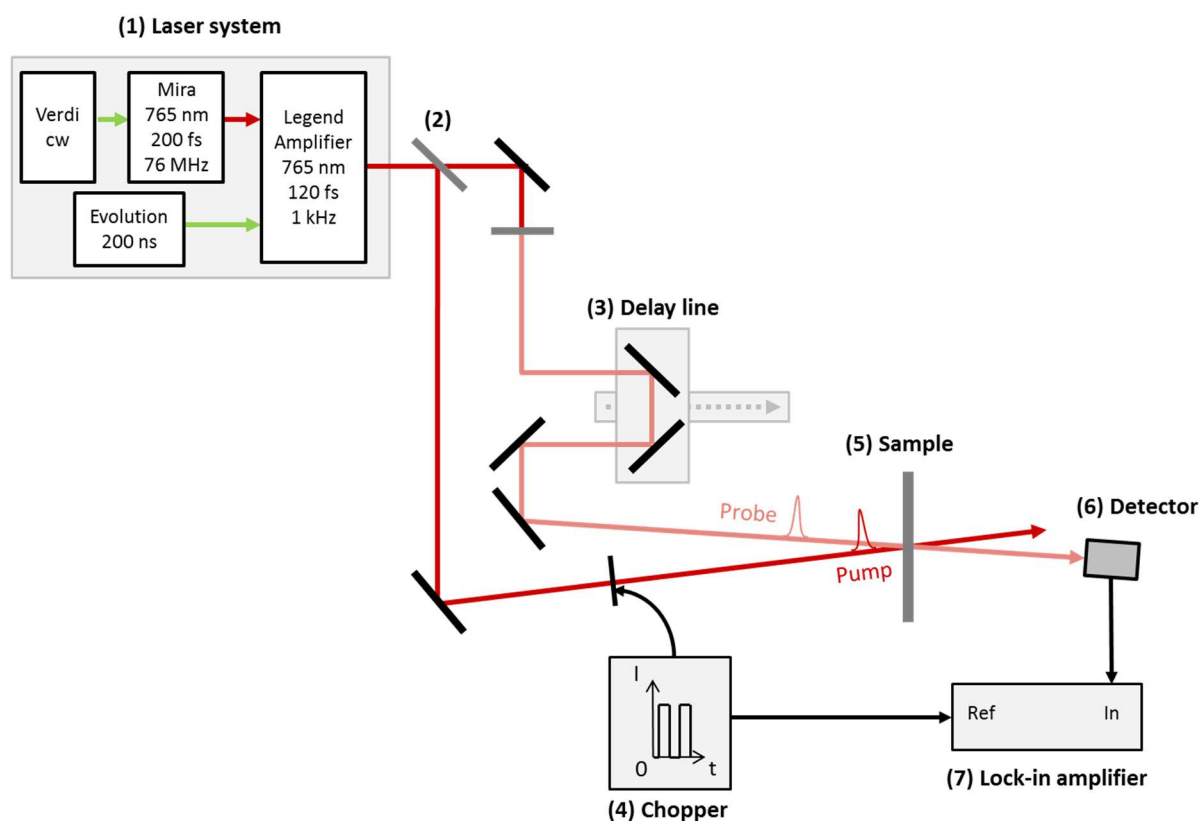 (1) Laser system
Verdi
cw
Mira
765 nm
200 fs
76 MHz
Legend
Amplifier
765 nm
120 fs
1 kHz
Evolution
200 ns
(2)
(3) Delay line
(5) Sample
(6) Detector
Probe
Pump
I
0
t
(4) Chopper
Ref
In
(7) Lock-in amplifier